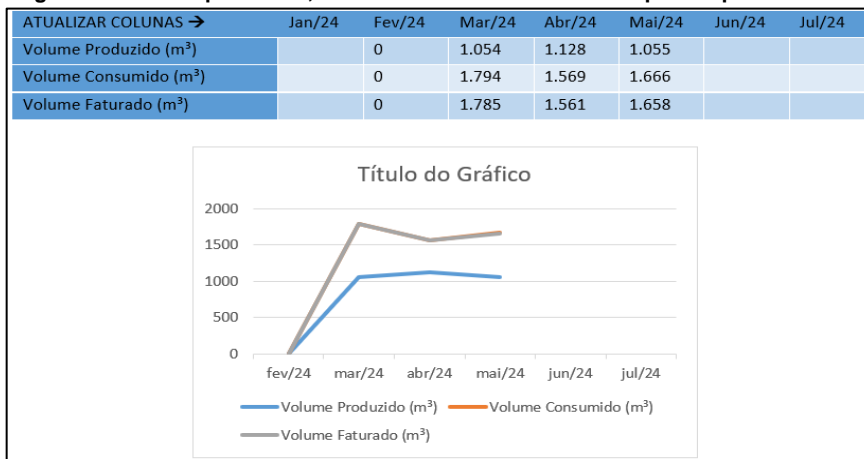 ATUALIZAR COLUNAS → Jan/24 Fev/24 Mar/24 Abr/24 Mai/24 Jun/24 Jul/24
Volume Produzido (m³) 0 1.054 1.128 1.055
Volume Consumido (m³) 0 1.794 1.569 1.666
Volume Faturado (m³) 0 1.785 1.561 1.658
Título do Gráfico
2000
1500
1000
500
0
fev/24 mar/24 abr/24 mai/24 jun/24 jul/24
Volume Produzido (m³) Volume Consumido (m³)
Volume Faturado (m³)